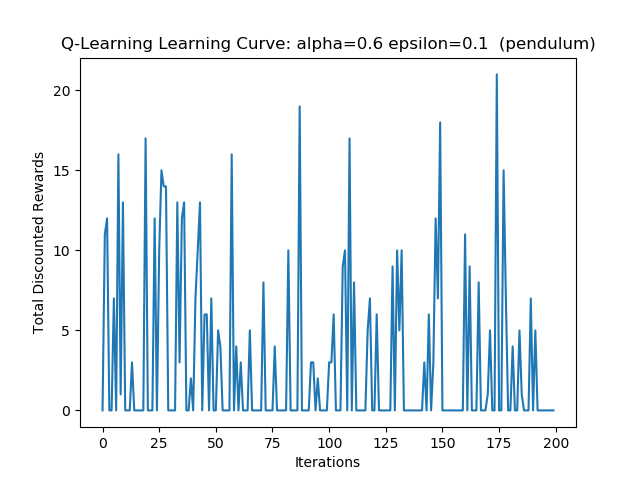 Q-Learning Learning Curve: alpha=0.6 epsilon=0.1  (pendulum)
Total Discounted Rewards
20
15
10
5
0
0 25 50 75 100 125 150 175 200
Iterations